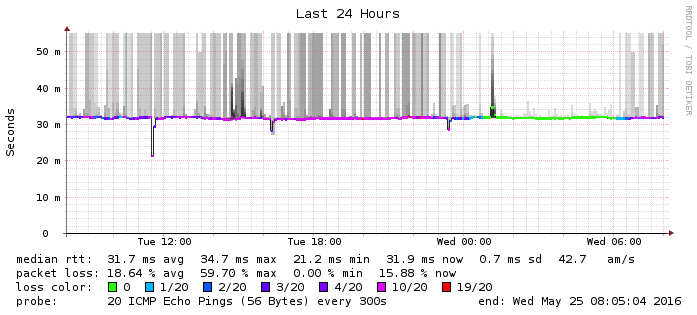 Last 24 Hours
RRDTOOL / TOBI OETIKER
Seconds
50 m
40 m
30 m
20 m
10 m
0
Tue 12:00 Tue 18:00 Wed 00:00 Wed 06:00
median rtt: 31.7 ms avg 34.7 ms max 21.2 ms min 31.9 ms now 0.7 ms sd 42.7 am/s
packet loss: 18.64 % avg 59.70 % max 0.00 % min 15.88 % now
loss color: 0 1/20 2/20 3/20 4/20 10/20 19/20
probe: 20 ICMP Echo Pings (56 Bytes) every 300s end: Wed May 25 08:05:04 2016